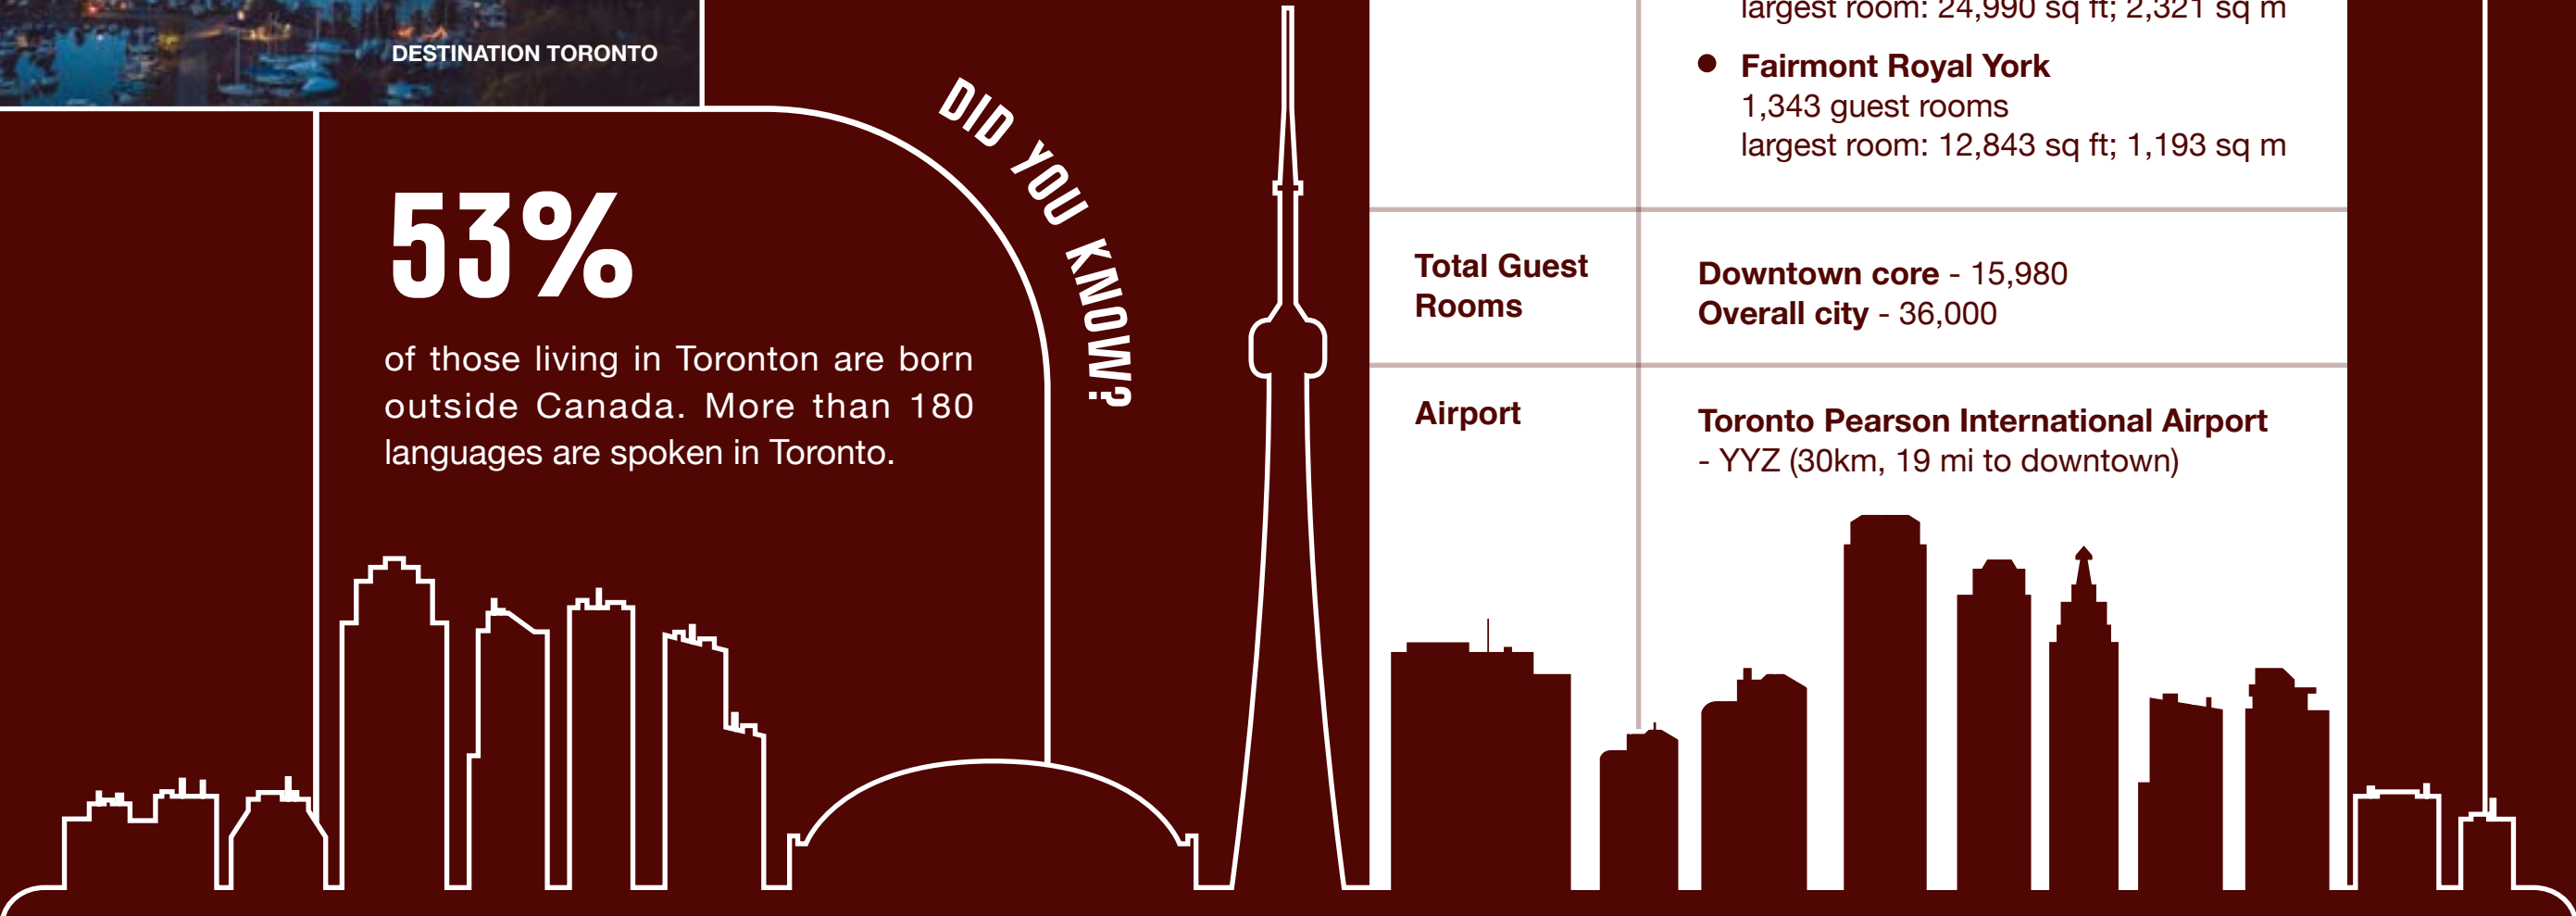 DESTINATION TORONTO
DID YOU KNOW?
53%
of those living in Toronton are born
outside Canada. More than 180
languages are spoken in Toronto.
largest room: 24,990 sq ft; 2,321 sq m
Fairmont Royal York
1,343 guest rooms
largest room: 12,843 sq ft; 1,193 sq m
Total Guest
Rooms
Downtown core - 15,980
Overall city - 36,000
Airport
Toronto Pearson International Airport
- YYZ (30km, 19 mi to downtown)